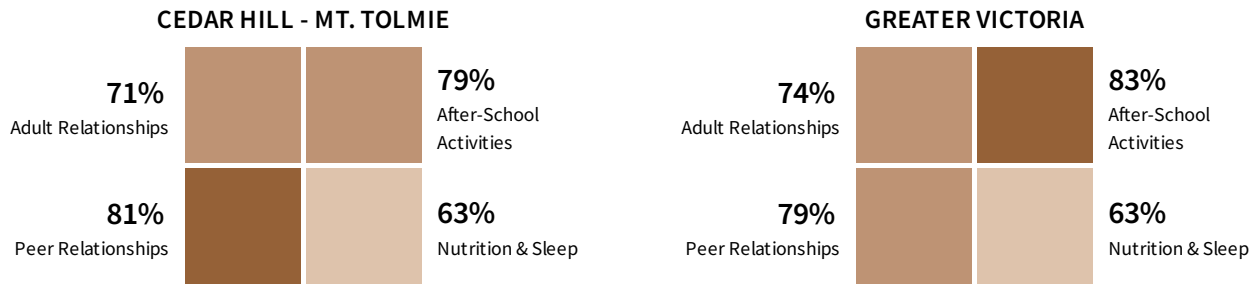 CEDAR HILL - MT. TOLMIE
71%
Adult Relationships
79%
After-School
Activities
81%
Peer Relationships
63%
Nutrition & Sleep
GREATER VICTORIA
74%
Adult Relationships
83%
After-School
Activities
79%
Peer Relationships
63%
Nutrition & Sleep